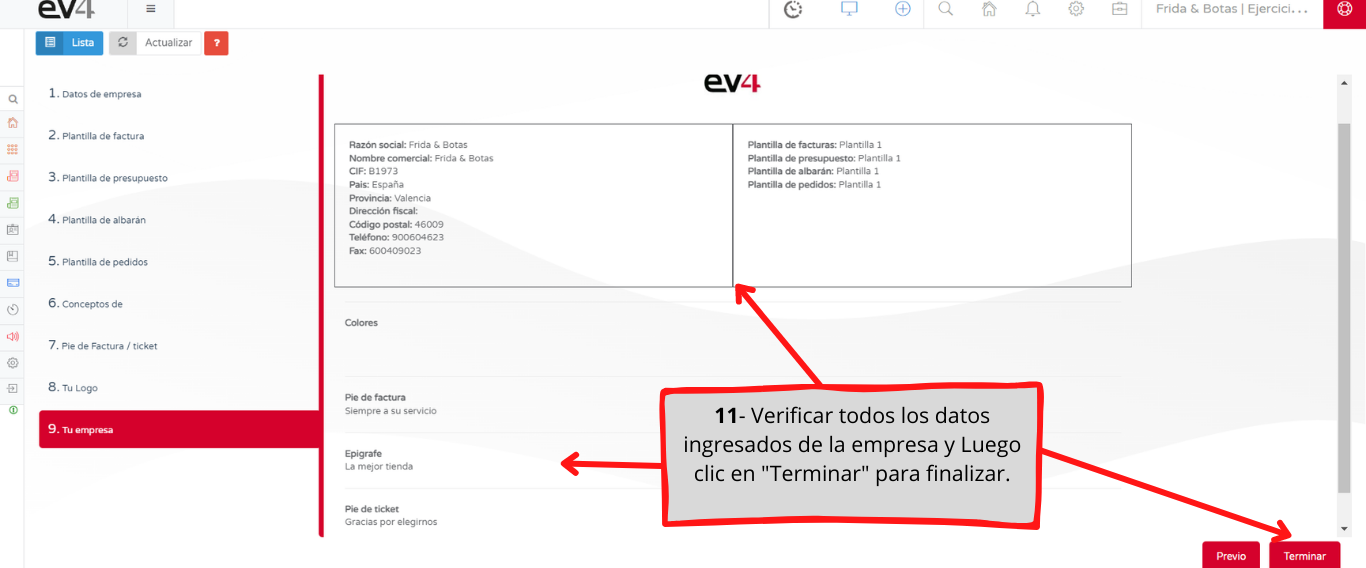 ev4
Frida & Botas | Ejercici...
Lista
Actualizar
?
1. Datos de empresa
2. Plantilla de factura
3. Plantilla de presupuesto
4. Plantilla de albarán
5. Plantilla de pedidos
6. Conceptos de
7. Pie de Factura / ticket
8. Tu Logo
9. Tu empresa
ev4
Razón social: Frida & Botas
Nombre comercial: Frida & Botas
CIF: B1973
País: España
Provincia: Valencia
Dirección fiscal:
Código postal: 46009
Teléfono: 900604623
Fax: 600409023
Plantilla de facturas: Plantilla 1
Plantilla de presupuesto: Plantilla 1
Plantilla de albarán: Plantilla 1
Plantilla de pedidos: Plantilla 1
Colores
Pie de factura
Siempre a su servicio
Epígrafe
La mejor tienda
Pie de ticket
Gracias por elegirnos
11- Verificar todos los datos
ingresados de la empresa y Luego
clic en "Terminar" para finalizar.
Previo
Terminar